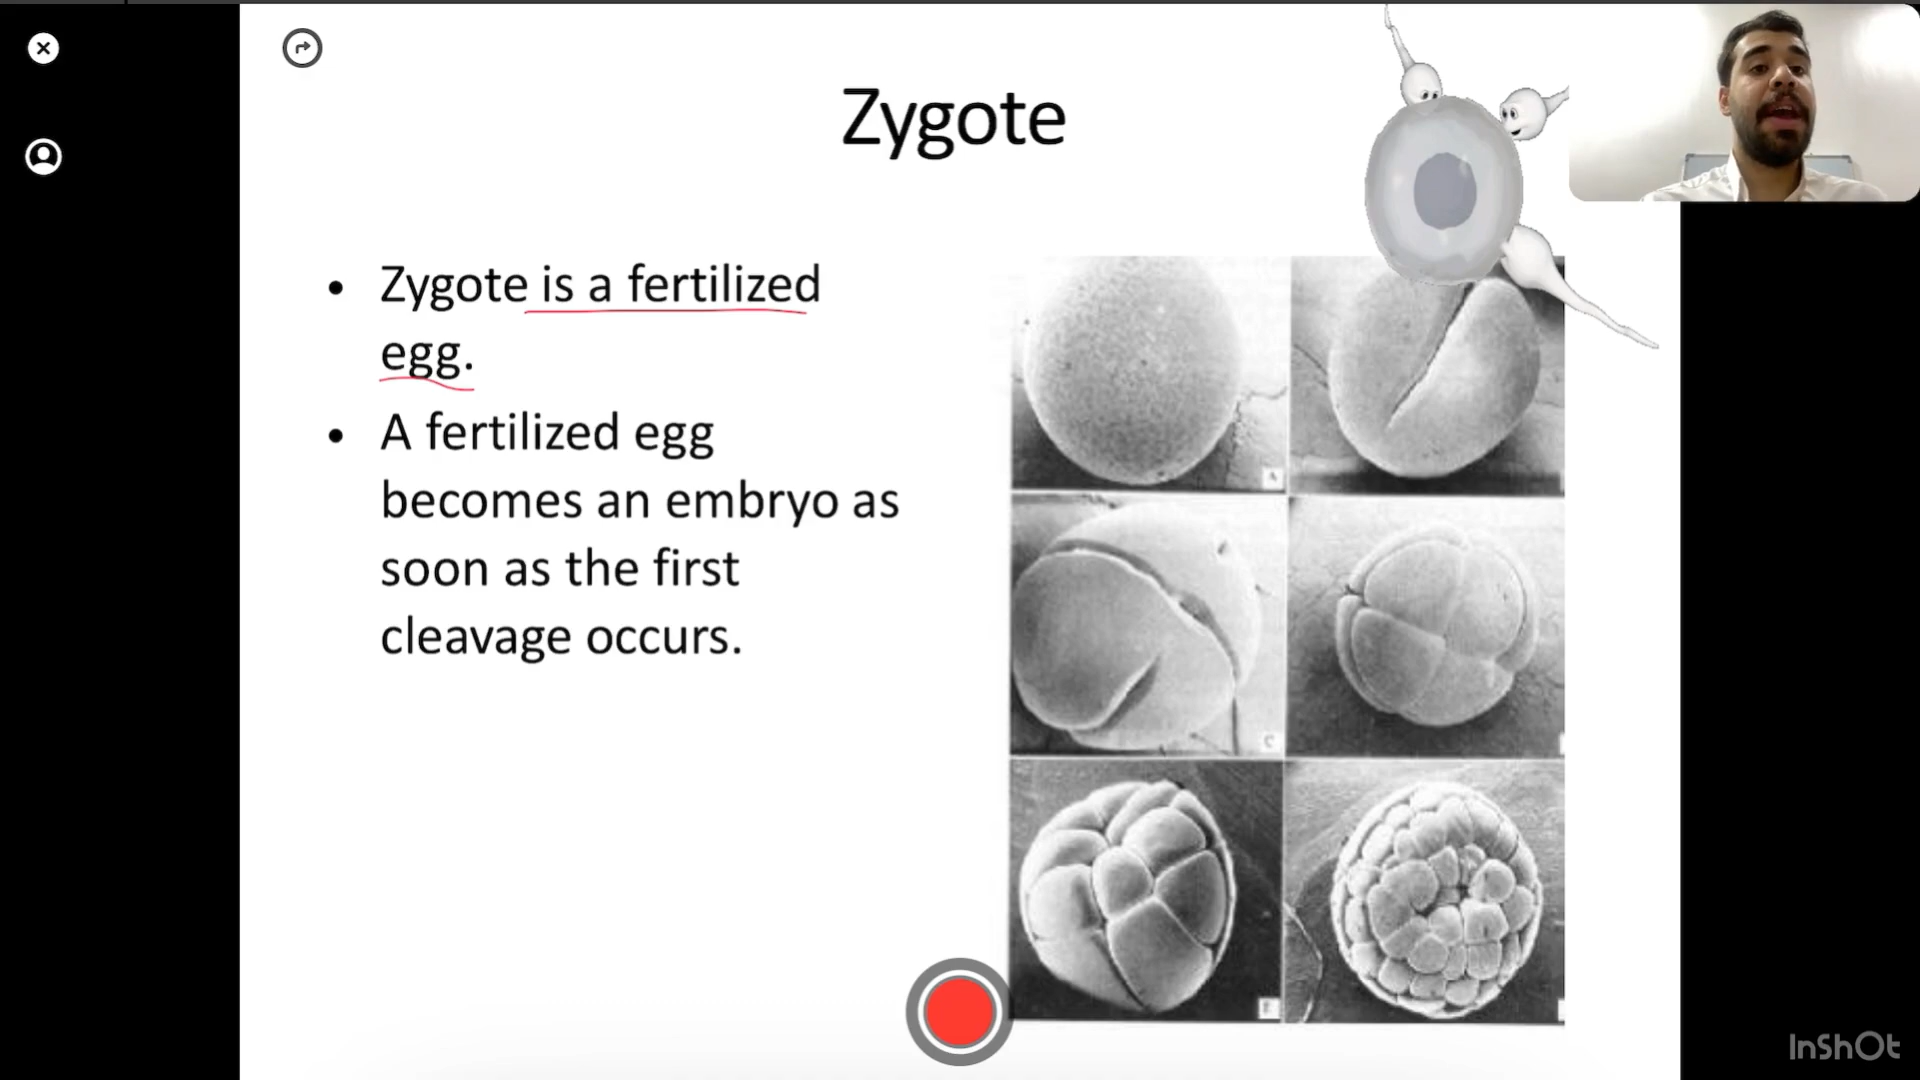 Zygote
• Zygote is a fertilized
egg.
• A fertilized egg
becomes an embryo as
soon as the first
cleavage occurs.
A
C
E
InShOt